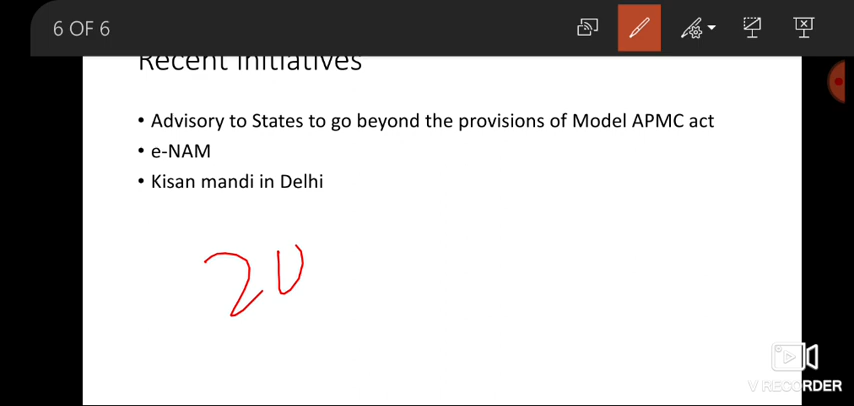 6 OF 6
Recent Initiatives
• Advisory to States to go beyond the provisions of Model APMC act
• e-NAM
• Kisan mandi in Delhi
20
V RECORDER